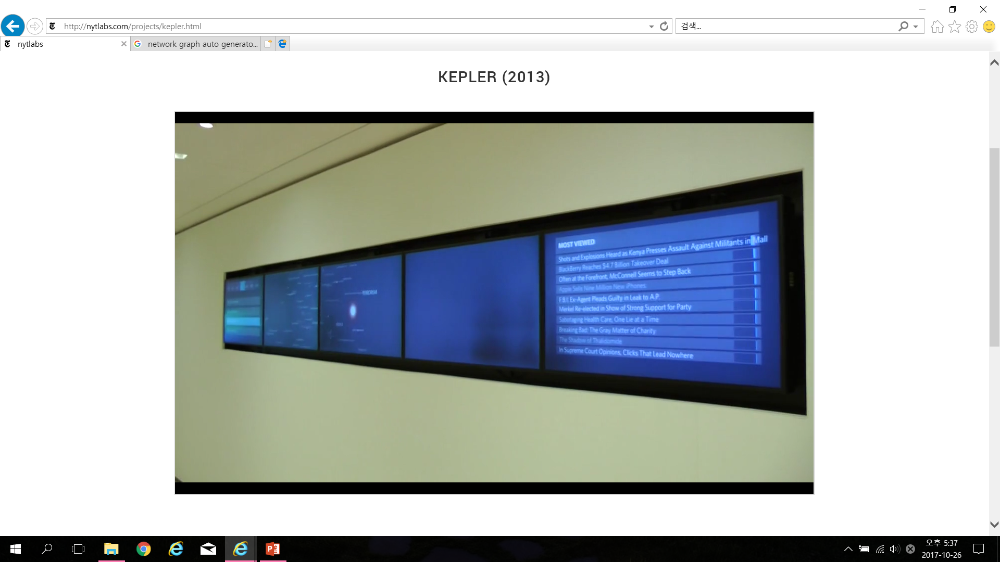 http://nytlabs.com/projects/kepler.html
검색...
nytlabs
network graph auto generato...
KEPLER (2013)
MOST VIEWED
Shots and Explosions Heard as Kenya Presses Assault Against Militants in Mall
BlackBerry Reaches $4.7 Billion Takeover Deal
Often at the Forefront, McConnell Seems to Step Back
Apple Sells Nine Million New iPhones
F.B.I. Ex-Agent Pleads Guilty in Leak to A.P.
Merkel Re-elected in Show of Strong Support for Party
Sabotaging Health Care, One Lie at a Time
Breaking Bad: The Gray Matter of Charity
The Shadow of Thalidomide
In Supreme Court Opinions, Clicks That Lead Nowhere
오후 5:37
2017-10-26